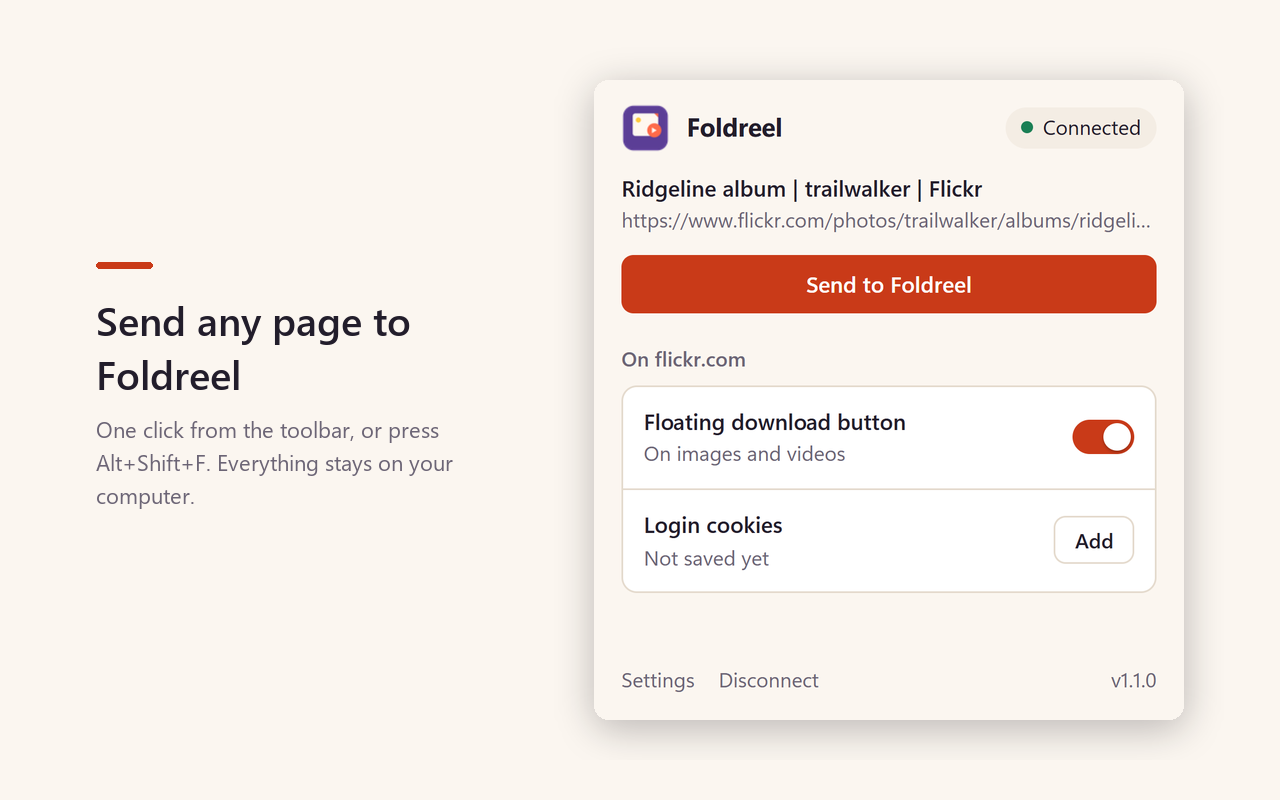 Send any page to
Foldreel
One click from the toolbar, or press
Alt+Shift+F. Everything stays on your
computer.
Foldreel
Connected
Ridgeline album | trailwalker | Flickr
https://www.flickr.com/photos/trailwalker/albums/ridgeli...
Send to Foldreel
On flickr.com
Floating download button
On images and videos
Login cookies
Not saved yet
Add
Settings Disconnect v1.1.0